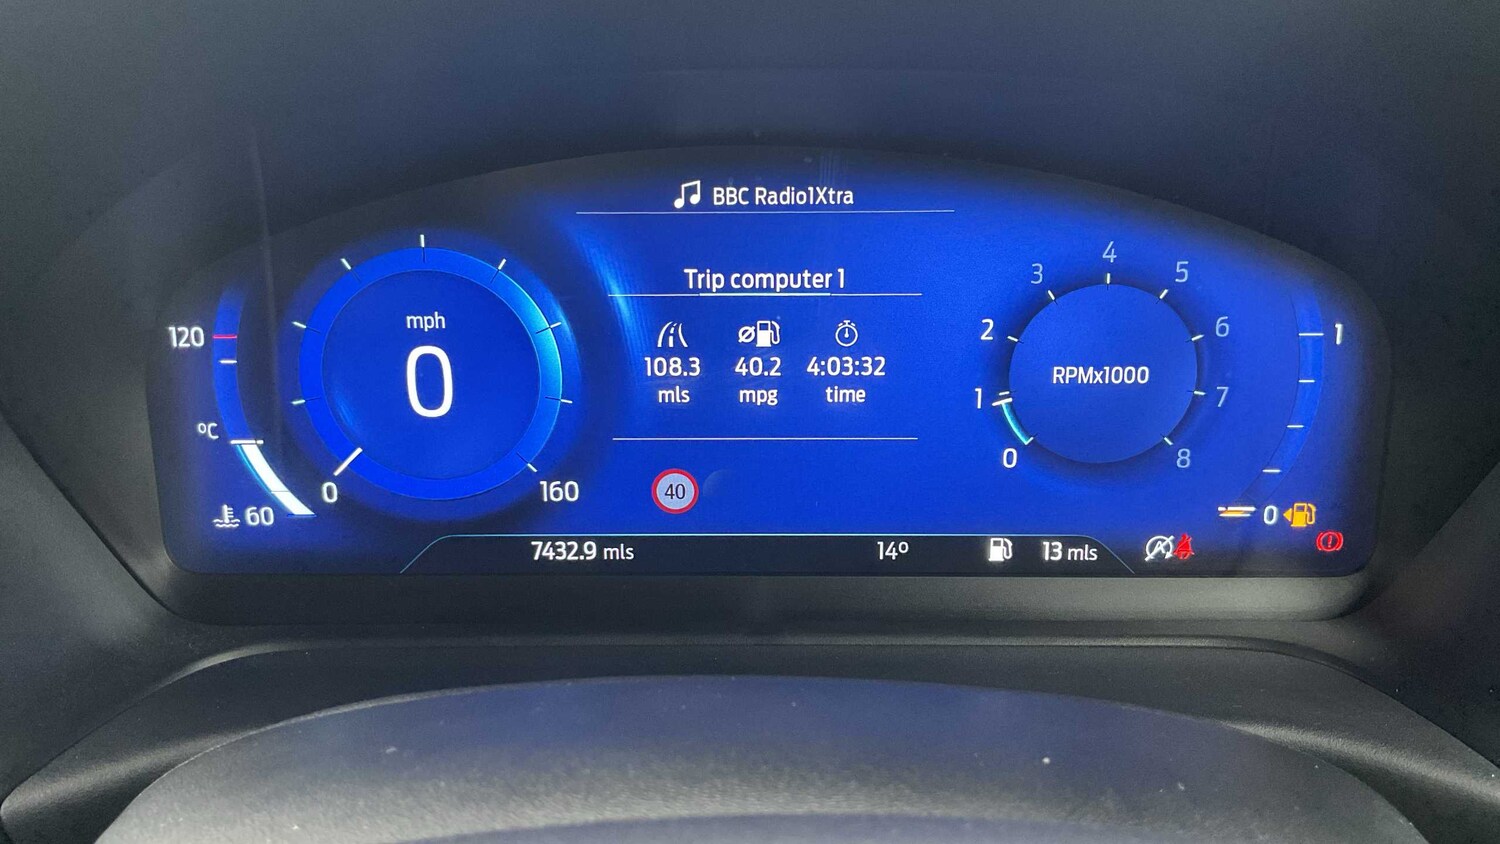 BBC Radio1Xtra
Trip computer 1
108.3 40.2 4:03:32
mls mpg time
120
°C
60
mph
0
0
160
40
0
1
2
3
4
5
6
7
8
RPMx1000
1
0
7432.9 mls 14° 13 mls